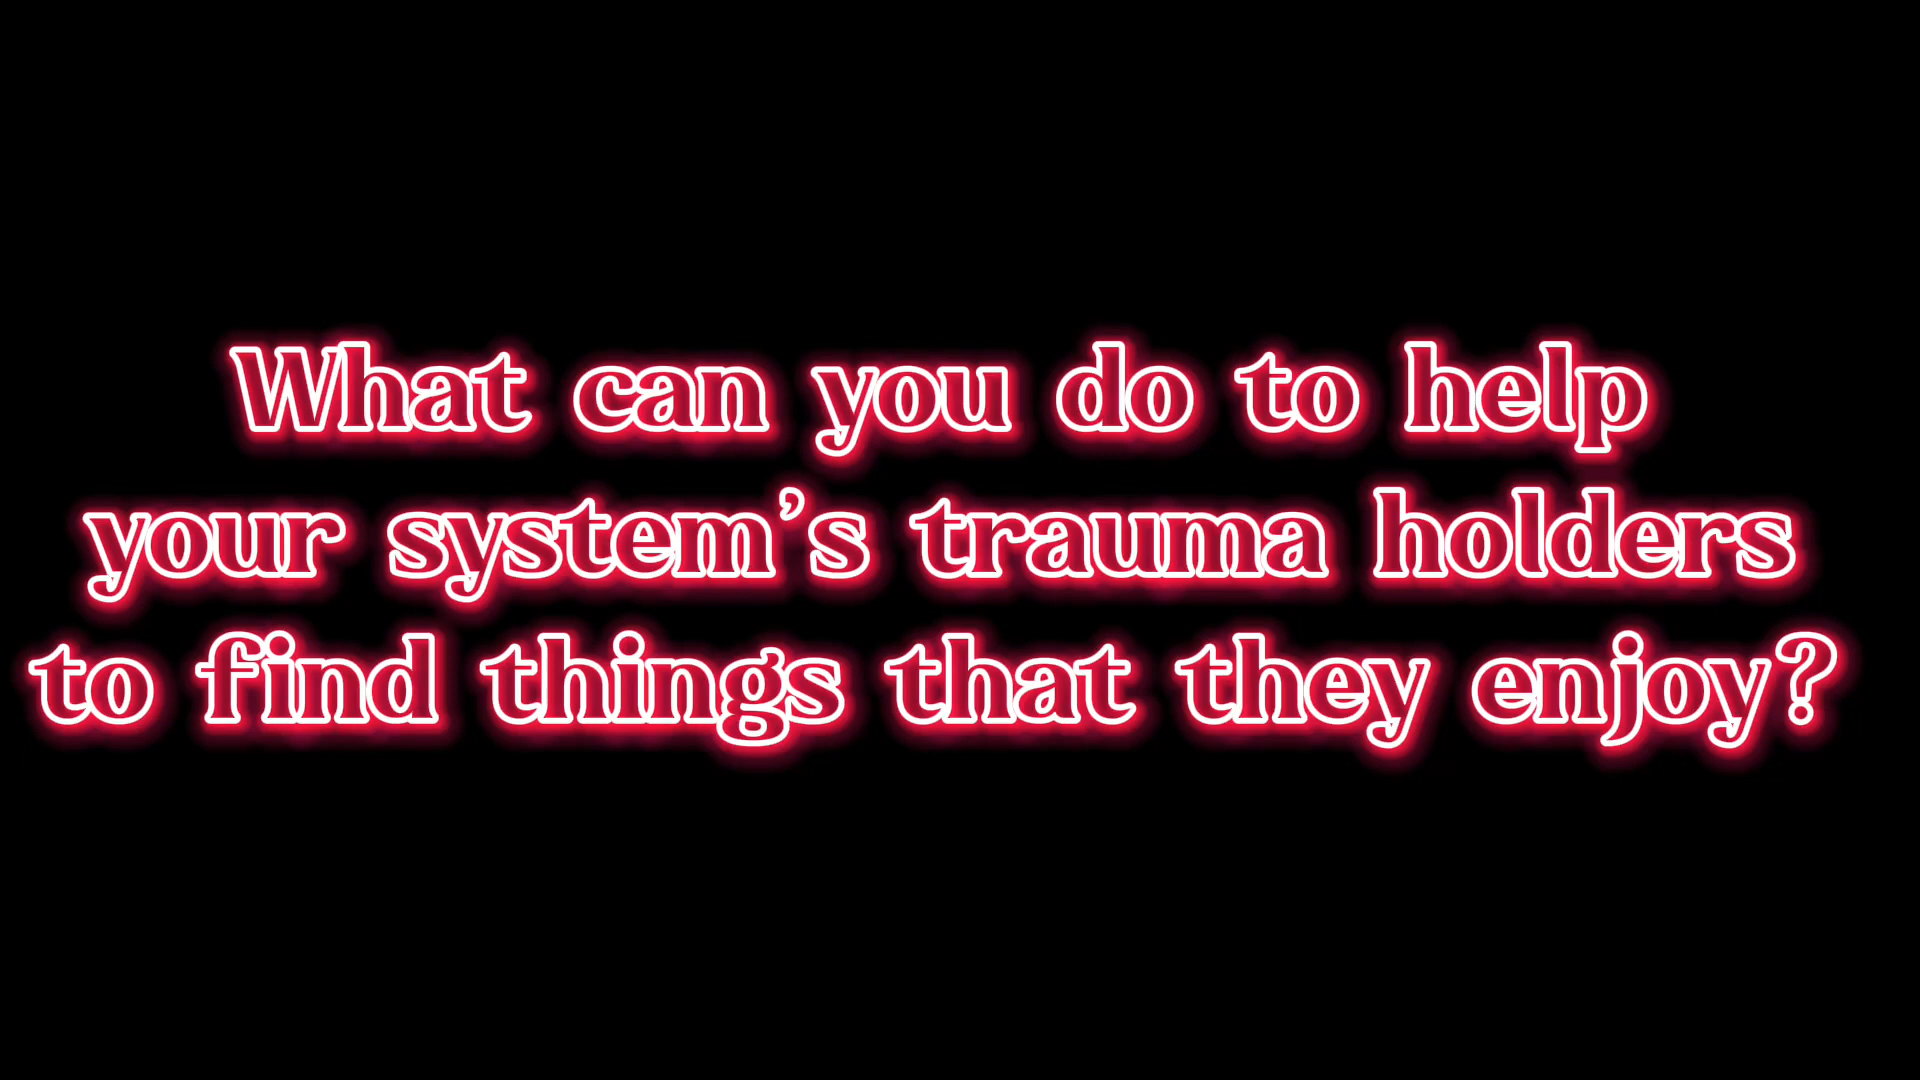 What can you do to help
your system's trauma holders
to find things that they enjoy?